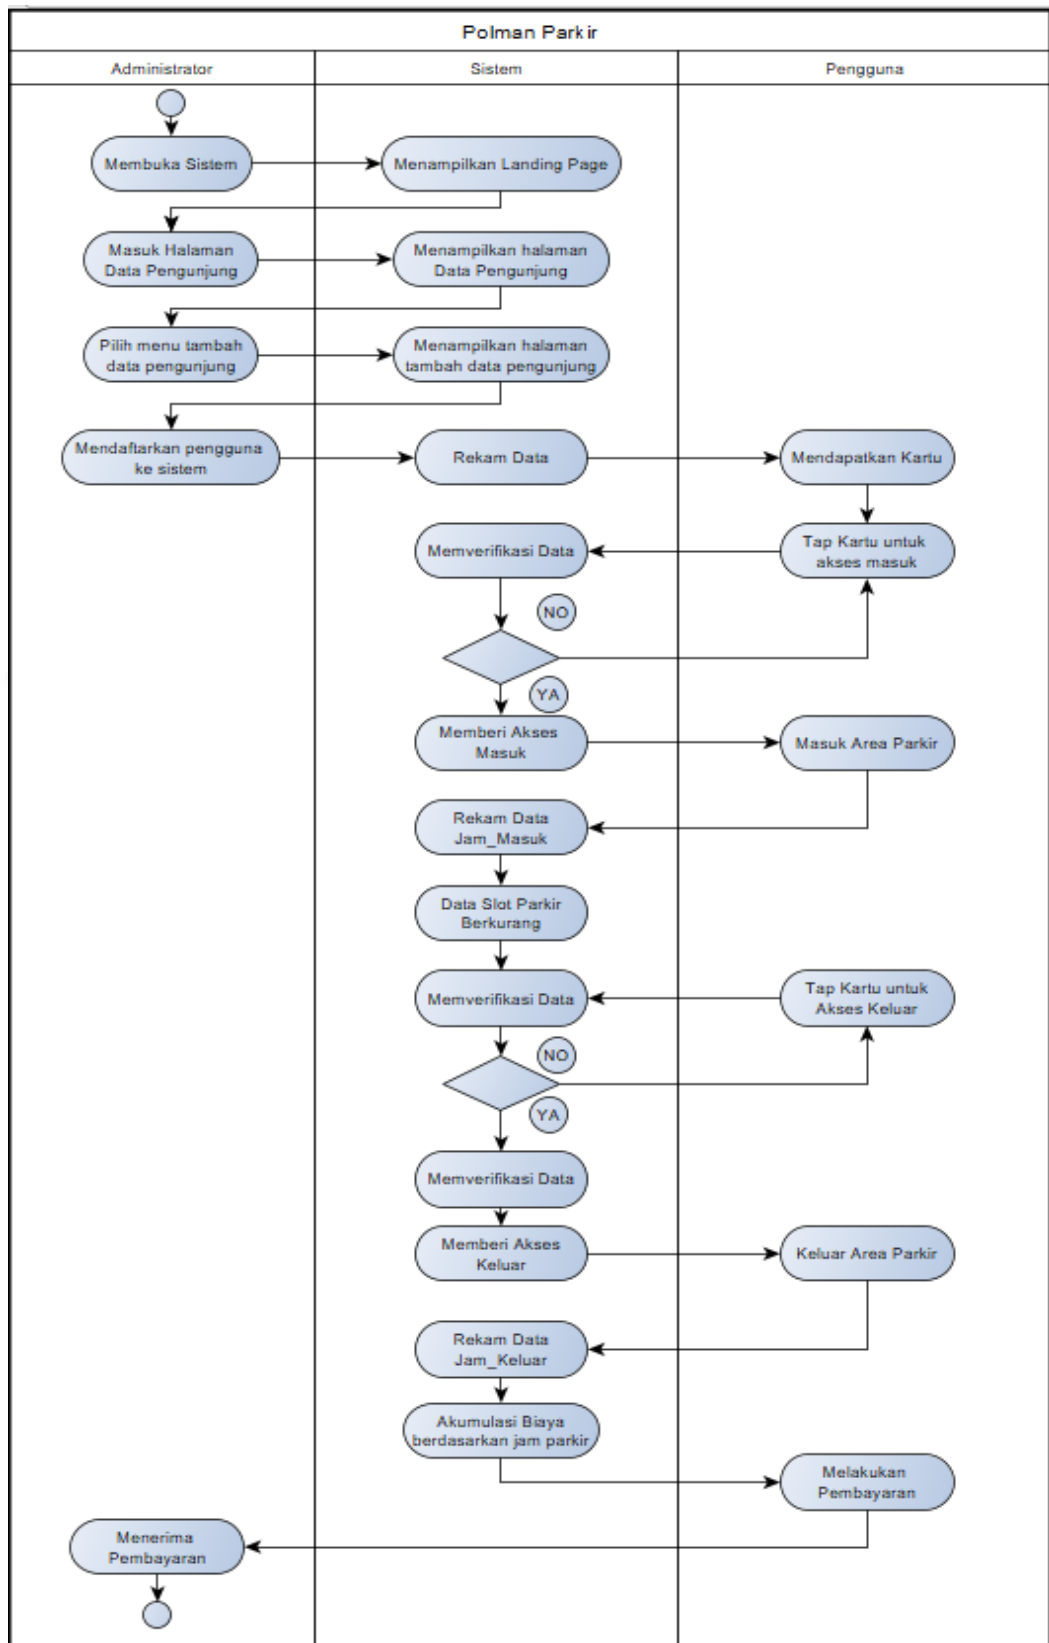 Polman Parkir
Administrator
Sistem
Pengguna
Membuka Sistem
Menampilkan Landing Page
Masuk Halaman
Data Pengunjung
Menampilkan halaman
Data Pengunjung
Pilih menu tambah
data pengunjung
Menampilkan halaman
tambah data pengunjung
Mendaftarkan pengguna
ke sistem
Rekam Data
Mendapatkan Kartu
Memverifikasi Data
Tap Kartu untuk
akses masuk
NO
YA
Memberi Akses
Masuk
Masuk Area Parkir
Rekam Data
Jam_Masuk
Data Slot Parkir
Berkurang
Memverifikasi Data
Tap Kartu untuk
Akses Keluar
NO
YA
Memverifikasi Data
Memberi Akses
Keluar
Keluar Area Parkir
Rekam Data
Jam_Keluar
Akumulasi Biaya
berdasarkan jam parkir
Melakukan
Pembayaran
Menerima
Pembayaran